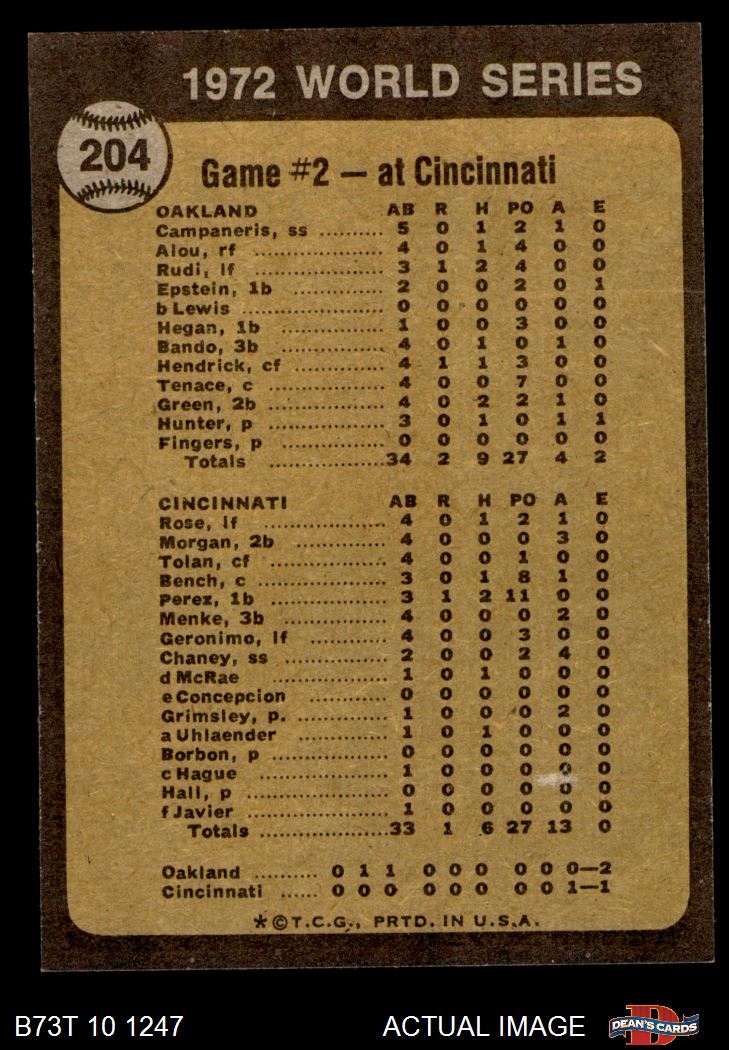 1972 WORLD SERIES
204
Game #2 — at Cincinnati
OAKLAND AB R H PO A E
Campaneris, ss .......... 5 0 1 2 1 0
Alou, rf .......... 4 0 1 4 0 0
Rudi, lf .......... 3 1 2 4 0 0
Epstein, 1b .......... 2 0 0 2 0 1
b Lewis .......... 0 0 0 0 0 0
Hegan, 1b .......... 1 0 0 3 0 0
Bando, 3b .......... 4 0 1 0 1 0
Hendrick, cf .......... 4 1 1 3 0 0
Tenace, c .......... 4 0 0 7 0 0
Green, 2b .......... 4 0 2 2 1 0
Hunter, p .......... 3 0 1 0 1 1
Fingers, p .......... 0 0 0 0 0 0
Totals .......... 34 2 9 27 4 2
CINCINNATI AB R H PO A E
Rose, lf .......... 4 0 1 2 1 0
Morgan, 2b .......... 4 0 0 0 3 0
Tolan, cf .......... 4 0 0 1 0 0
Bench, c .......... 3 0 1 8 1 0
Perez, 1b .......... 3 1 2 11 0 0
Menke, 3b .......... 4 0 0 0 2 0
Geronimo, lf .......... 4 0 0 3 0 0
Chaney, ss .......... 2 0 0 2 4 0
d McRae .......... 1 0 1 0 0 0
e Concepcion .......... 0 0 0 0 0 0
Grimsley, p. .......... 1 0 0 0 2 0
a Uhlaender .......... 1 0 1 0 0 0
Borbon, p .......... 0 0 0 0 0 0
c Hague .......... 1 0 0 0 0 0
Hall, p .......... 0 0 0 0 0 0
f Javier .......... 1 0 0 0 0 0
Totals .......... 33 1 6 27 13 0
Oakland .......... 0 1 1 0 0 0 0 0 0—2
Cincinnati ...... 0 0 0 0 0 0 0 0 1—1
*©T.C.G., PRTD. IN U.S.A.
B73T 10 1247 ACTUAL IMAGE D DEAN'S CARDS